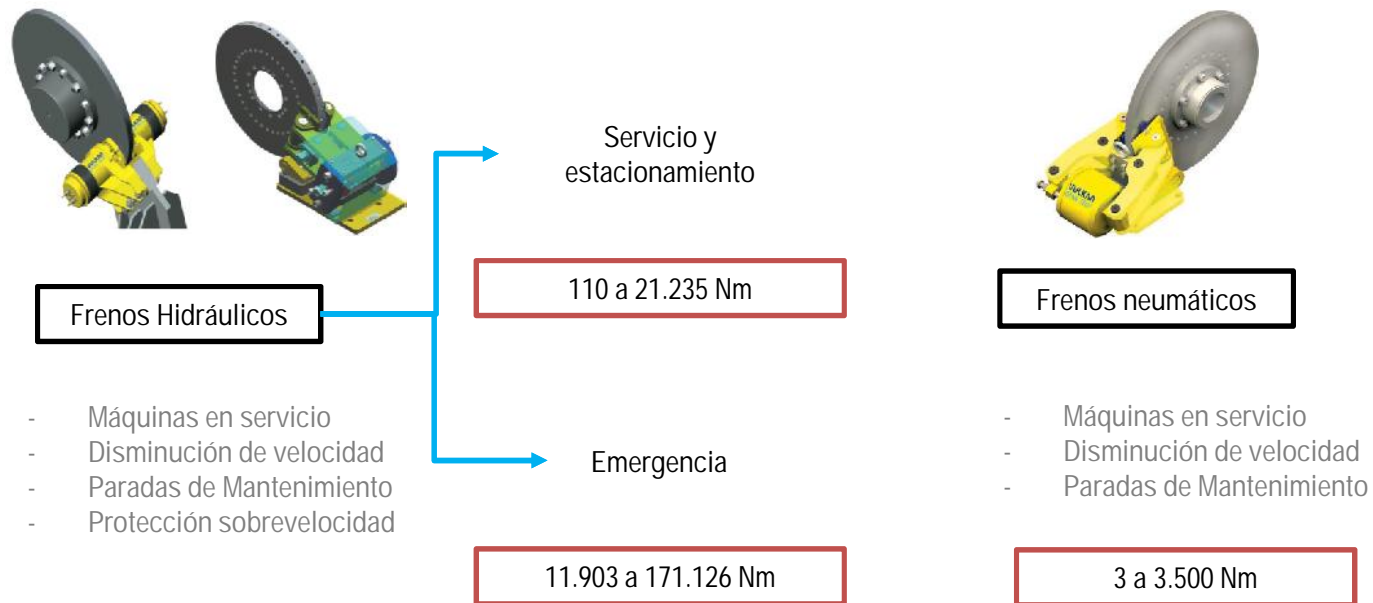 Servicio y
estacionamiento
110 a 21.235 Nm
Frenos Hidráulicos
Frenos neumáticos
- Máquinas en servicio
- Disminución de velocidad
- Paradas de Mantenimiento
- Protección sobrevelocidad
Emergencia
11.903 a 171.126 Nm
- Máquinas en servicio
- Disminución de velocidad
- Paradas de Mantenimiento
3 a 3.500 Nm